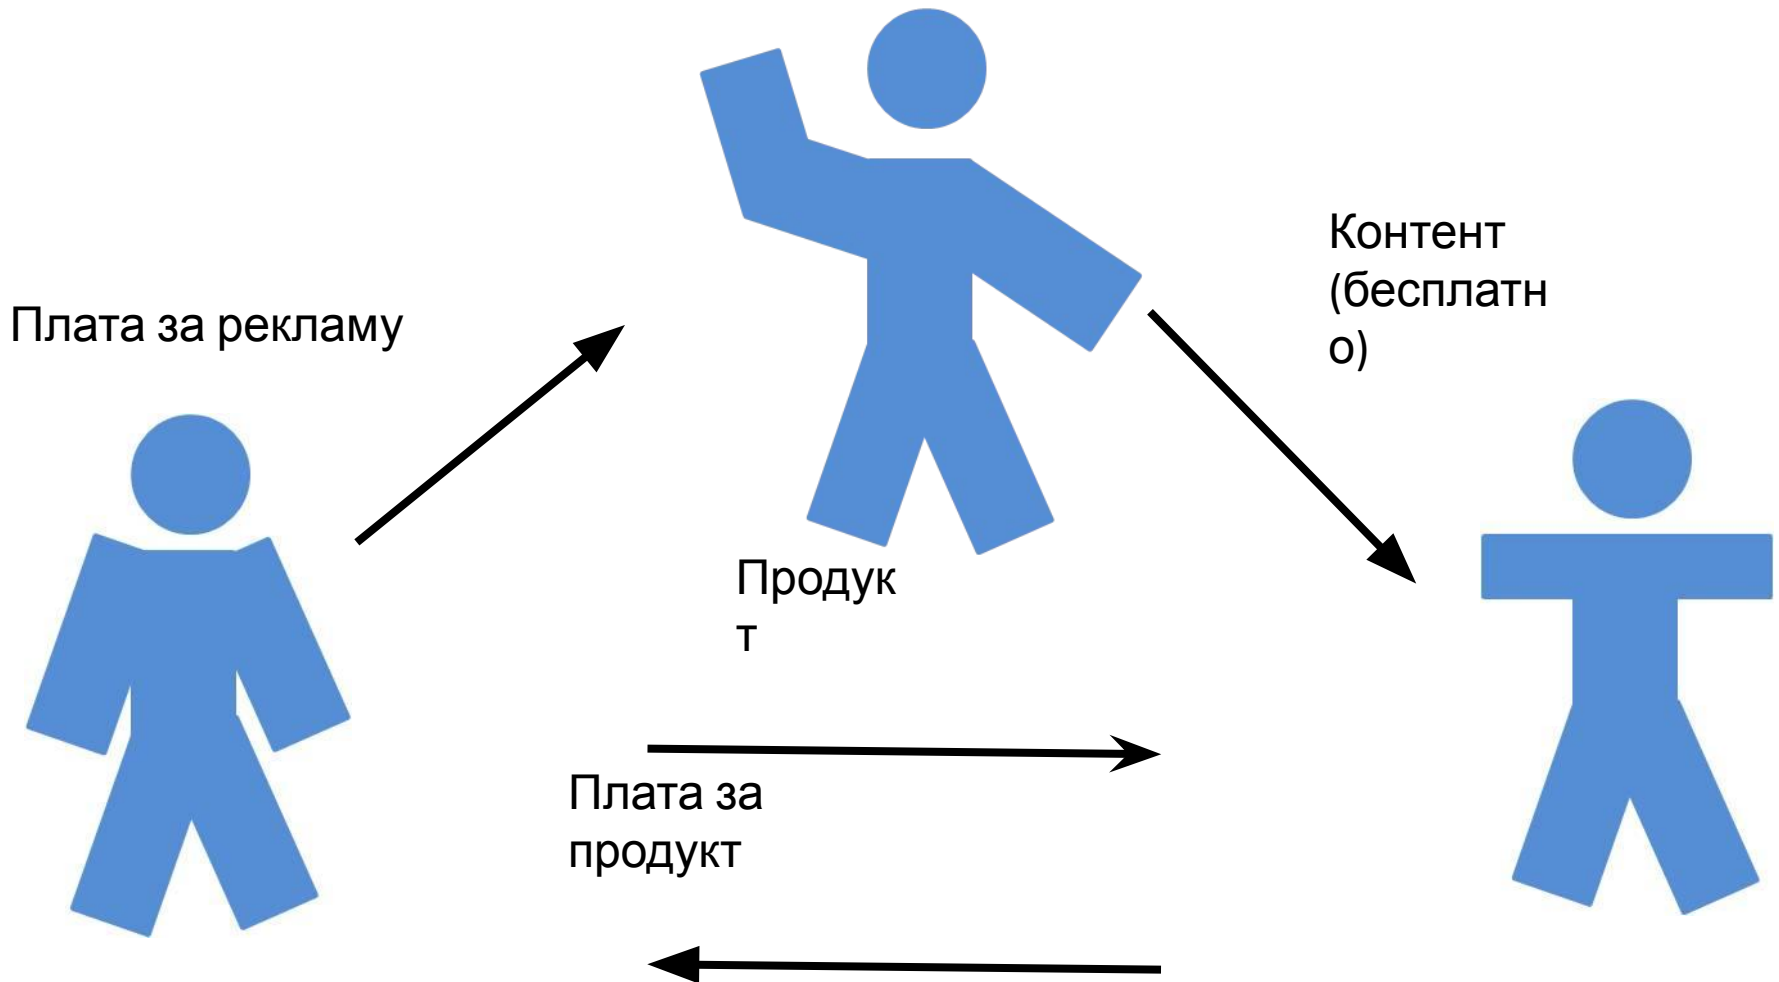 Контент
(бесплатн
о)
Плата за рекламу
Продук
т
Плата за
продукт